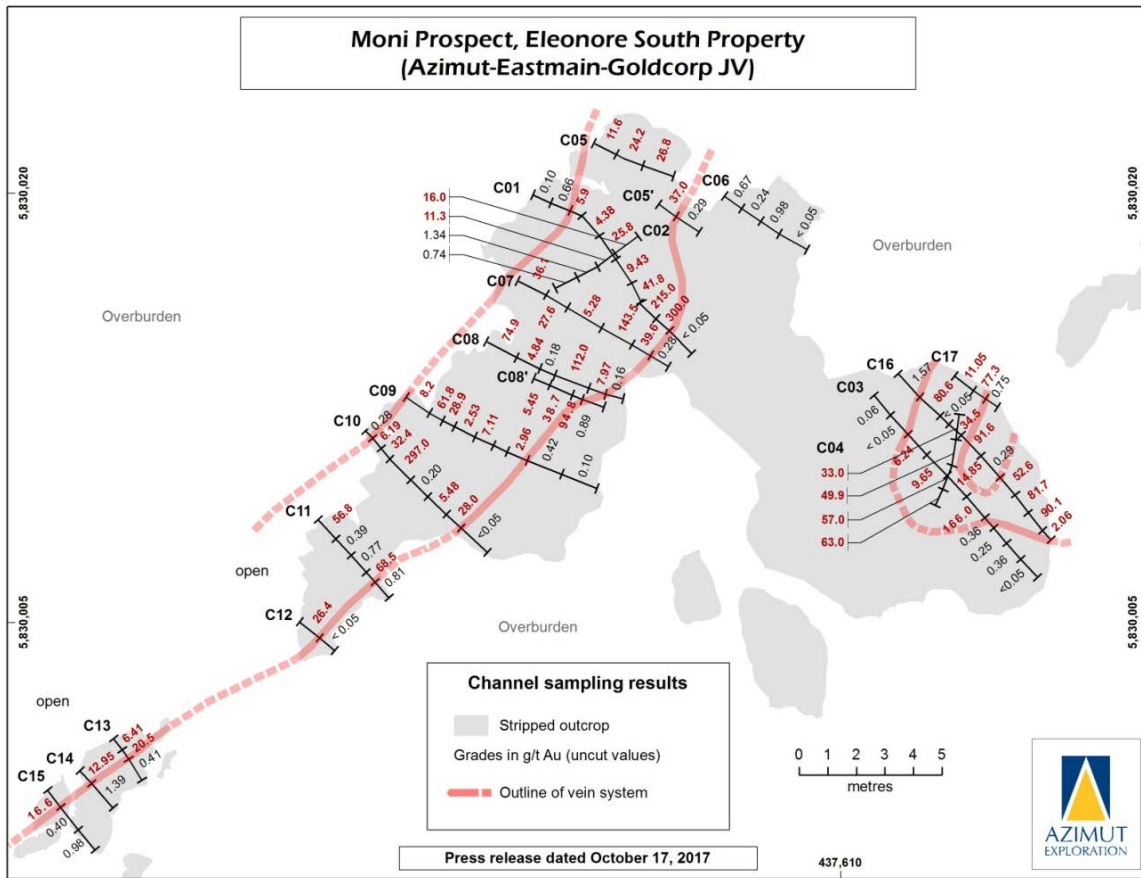 Moni Prospect, Eleonore South Property
(Azimut-Eastmain-Goldcorp JV)
C05
11.6
24.2
26.8
C01
0.10
0.66
5.9
4.38
C05'
37.0
0.29
C06
0.67
0.24
0.98
< 0.05
5,830,020
5,830,020
16.0
11.3
1.34
0.74
25.8
C02
9.43
41.8
215.0
300.0
< 0.05
Overburden
Overburden
C07
36.1
27.6
5.28
143.5
39.6
0.28
C08
74.9
4.84
0.18
112.0
7.97
0.16
C08'
5.45
38.7
94.8
0.89
C09
8.2
61.8
28.9
2.53
7.11
2.96
0.42
0.10
C10
0.28
6.19
32.4
297.0
0.20
5.48
28.0
<0.05
C16
1.57
80.6
< 0.05
34.5
91.6
0.29
52.6
81.7
90.1
2.06
C17
11.05
77.3
0.75
C03
0.06
< 0.05
6.24
9.65
14.85
166.0
0.36
0.25
0.36
<0.05
C04
33.0
49.9
57.0
63.0
C11
56.8
0.39
0.77
68.5
0.81
open
C12
26.4
< 0.05
Overburden
5,830,005
5,830,005
open
C13
6.41
20.5
0.41
C14
12.95
1.39
C15
16.6
0.40
0.98
Channel sampling results
Stripped outcrop
Grades in g/t Au (uncut values)
Outline of vein system
0 1 2 3 4 5
metres
Press release dated October 17, 2017
437,610
AZIMUT
EXPLORATION